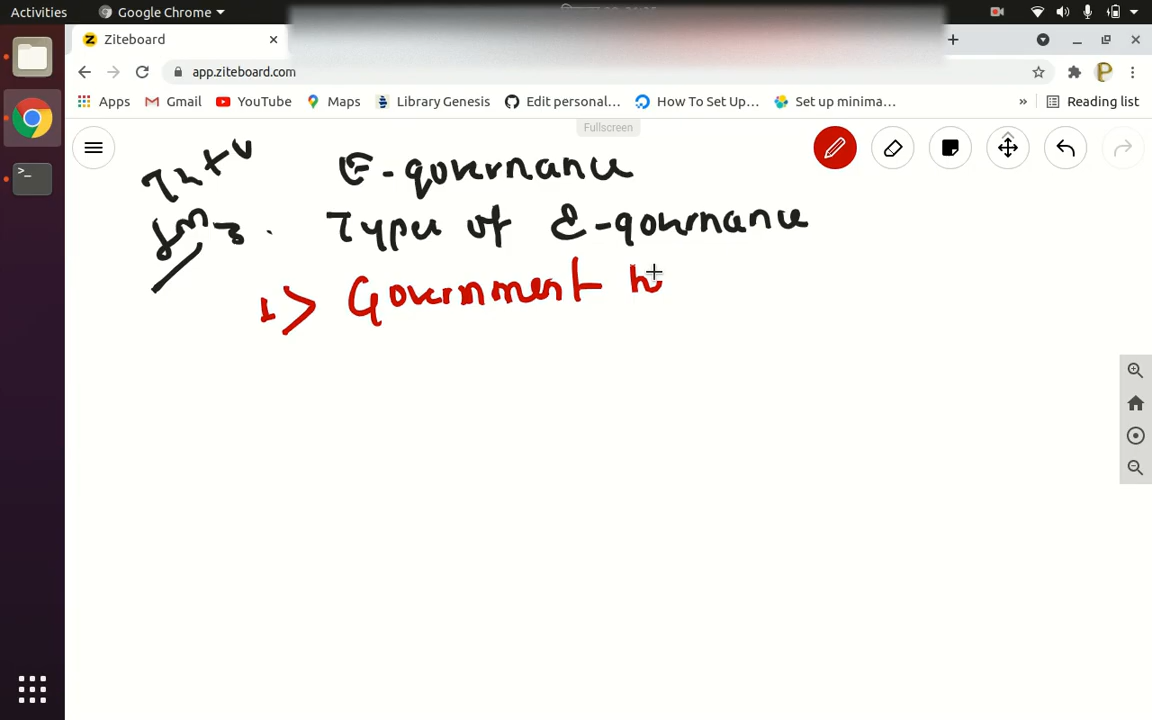 Activities Google Chrome
Ziteboard
app.ziteboard.com
Apps Gmail YouTube Maps Library Genesis Edit personal... How To Set Up... Set up minima... » Reading list
Fullscreen
E-governance
Types of E-governance
1> Government
>_